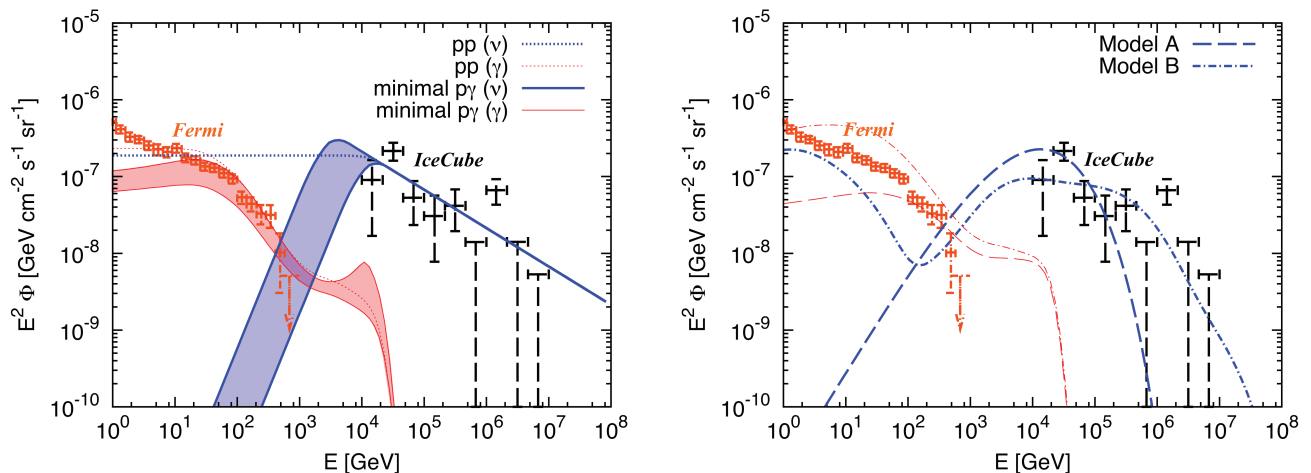 10^-5
10^-6
10^-7
10^-8
10^-9
10^-10
E^2 Φ [GeV cm^-2 s^-1 sr^-1]
pp (ν)
pp (γ)
minimal pγ (ν)
minimal pγ (γ)
Fermi
IceCube
10^0 10^1 10^2 10^3 10^4 10^5 10^6 10^7 10^8
E [GeV]
10^-5
10^-6
10^-7
10^-8
10^-9
10^-10
E^2 Φ [GeV cm^-2 s^-1 sr^-1]
Model A
Model B
Fermi
IceCube
10^0 10^1 10^2 10^3 10^4 10^5 10^6 10^7 10^8
E [GeV]